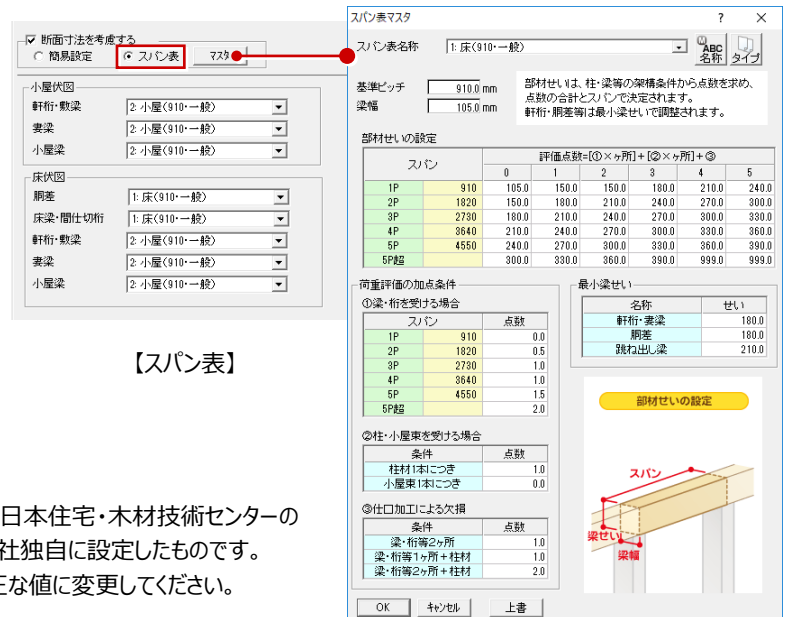 断面寸法を考慮する
簡易設定 スパン表 マスタ
小屋伏図
軒桁・敷梁 2: 小屋(910・一般)
妻梁 2: 小屋(910・一般)
小屋梁 2: 小屋(910・一般)
床伏図
胴差 1: 床(910・一般)
床梁・間仕切桁 1: 床(910・一般)
軒桁・敷梁 2: 小屋(910・一般)
妻梁 2: 小屋(910・一般)
小屋梁 2: 小屋(910・一般)
【スパン表】
日本住宅・木材技術センターの
社独自に設定したものです。
正な値に変更してください。
スパン表マスタ ? ×
スパン表名称 1: 床(910・一般) ABC 名称 タイプ
基準ピッチ 910.0 mm
梁幅 105.0 mm
部材せいは、柱・梁等の架構条件から点数を求め、
点数の合計とスパンで決定されます。
軒桁・胴差等は最小梁せいで調整されます。
部材せいの設定
スパン 評価点数=[①×ヶ所]+[②×ヶ所]+③
0 1 2 3 4 5
1P 910 105.0 150.0 150.0 180.0 210.0 240.0
2P 1820 150.0 180.0 210.0 240.0 270.0 300.0
3P 2730 180.0 210.0 240.0 270.0 300.0 330.0
4P 3640 210.0 240.0 270.0 300.0 330.0 360.0
5P 4550 240.0 270.0 300.0 330.0 360.0 390.0
5P超 300.0 330.0 360.0 390.0 999.0 999.0
荷重評価の加点条件
①梁・桁を受ける場合
スパン 点数
1P 910 0.0
2P 1820 0.5
3P 2730 1.0
4P 3640 1.0
5P 4550 1.5
5P超 2.0
②柱・小屋束を受ける場合
条件 点数
柱材1本につき 1.0
小屋束1本につき 0.0
③仕口加工による欠損
条件 点数
梁・桁等2ヶ所 1.0
梁・桁等1ヶ所+柱材 1.0
梁・桁等2ヶ所+柱材 2.0
最小梁せい
名称 せい
軒桁・妻梁 180.0
胴差 180.0
跳ね出し梁 210.0
部材せいの設定
スパン
梁せい
梁幅
OK キャンセル 上書